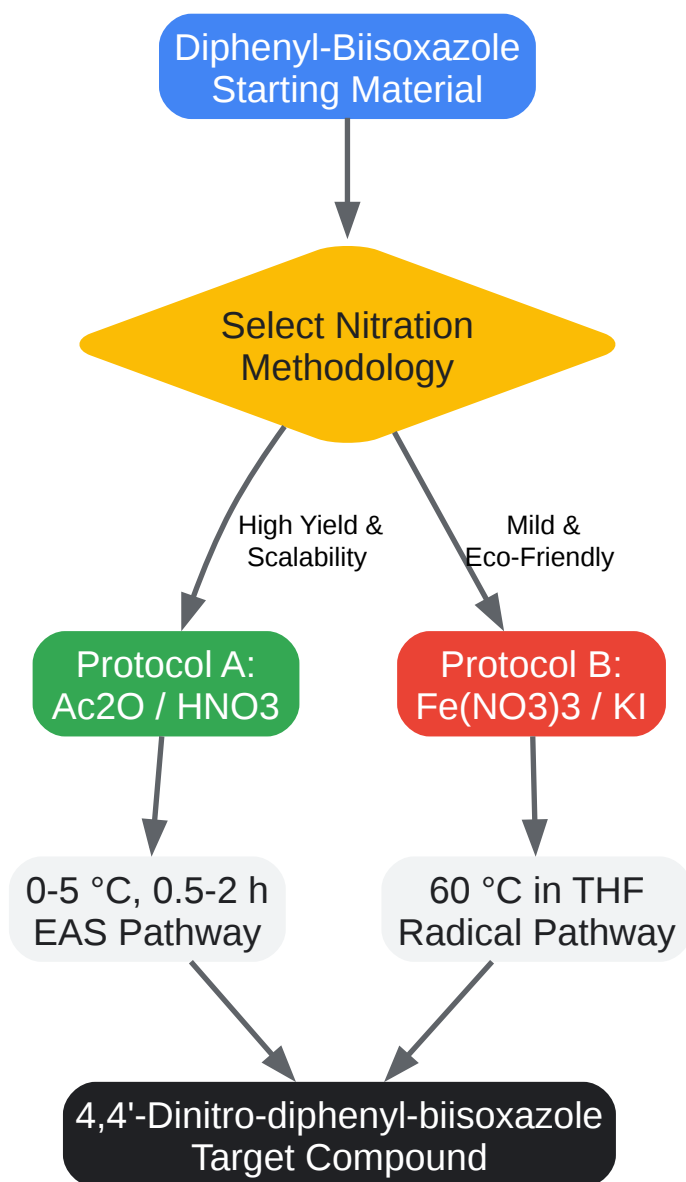 Diphenyl-Biisoxazole
Starting Material
Select Nitration
Methodology
High Yield &
Scalability
Mild &
Eco-Friendly
Protocol A:
Ac2O / HNO3
Protocol B:
Fe(NO3)3 / KI
0-5 °C, 0.5-2 h
EAS Pathway
60 °C in THF
Radical Pathway
4,4'-Dinitro-diphenyl-biisoxazole
Target Compound